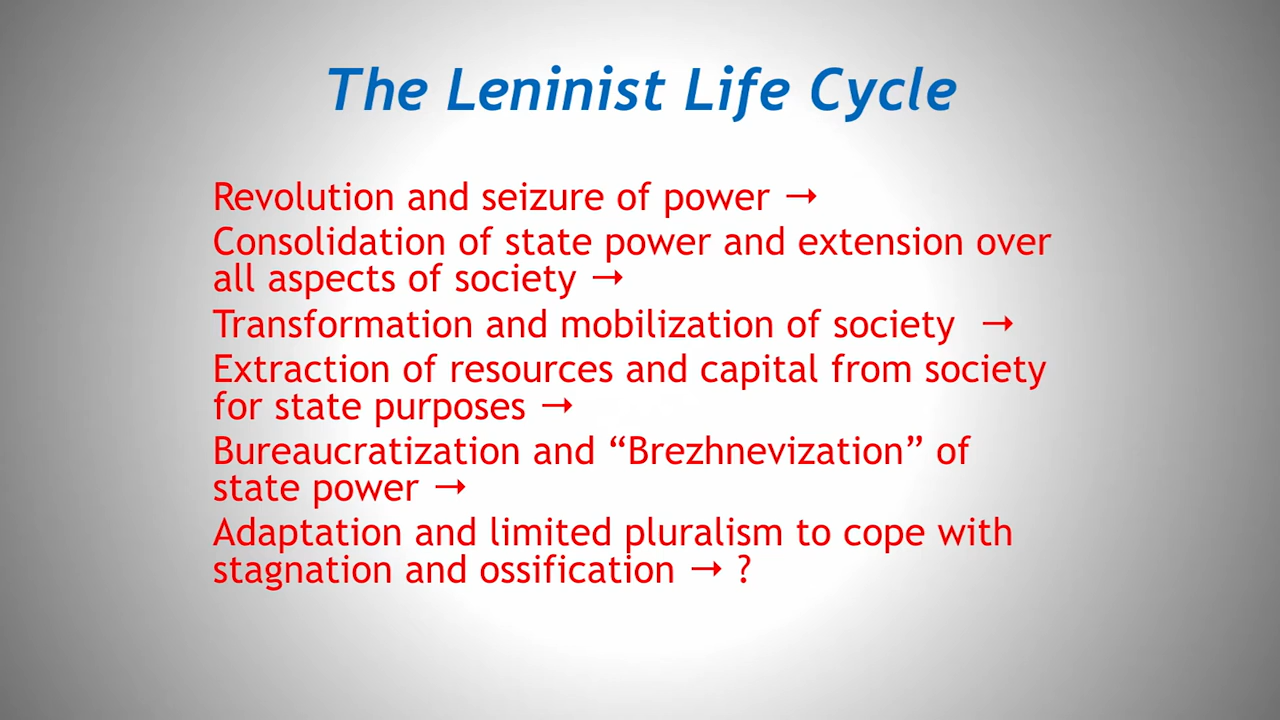 The Leninist Life Cycle
Revolution and seizure of power →
Consolidation of state power and extension over
all aspects of society →
Transformation and mobilization of society →
Extraction of resources and capital from society
for state purposes →
Bureaucratization and “Brezhnevization” of
state power →
Adaptation and limited pluralism to cope with
stagnation and ossification → ?